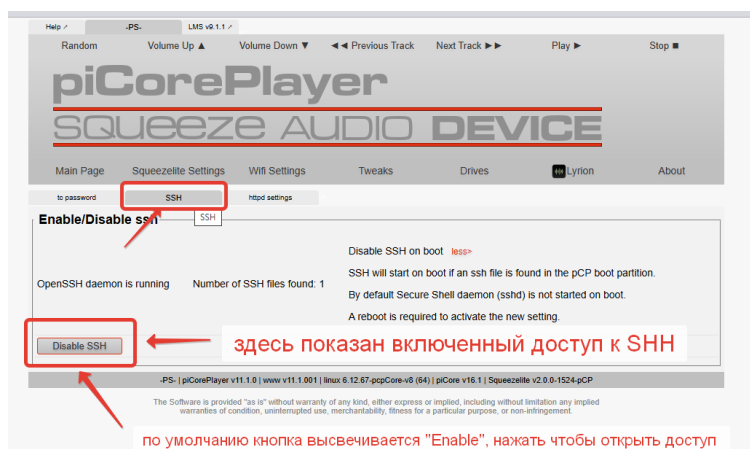 Help ↗ -PS- LMS v9.1.1 ↗
Random Volume Up ▲ Volume Down ▼ ◄◄ Previous Track Next Track ►► Play ► Stop ■
piCorePlayer
SQUEEZE AUDIO DEVICE
Main Page Squeezelite Settings Wifi Settings Tweaks Drives Lyrion About
tc password SSH httpd settings
Enable/Disable ssh SSH
Disable SSH on boot less>
SSH will start on boot if an ssh file is found in the pCP boot partition.
OpenSSH daemon is running Number of SSH files found: 1
By default Secure Shell daemon (sshd) is not started on boot.
A reboot is required to activate the new setting.
Disable SSH здесь показан включенный доступ к SHH
-PS- | piCorePlayer v11.1.0 | www v11.1.001 | linux 6.12.67-pcpCore-v8 (64) | piCore v16.1 | Squeezelite v2.0.0-1524-pCP
The Software is provided "as is" without warranty of any kind, either express or implied, including without limitation any implied
warranties of condition, uninterrupted use, merchantability, fitness for a particular purpose, or non-infringement.
по умолчанию кнопка высвечивается "Enable", нажать чтобы открыть доступ